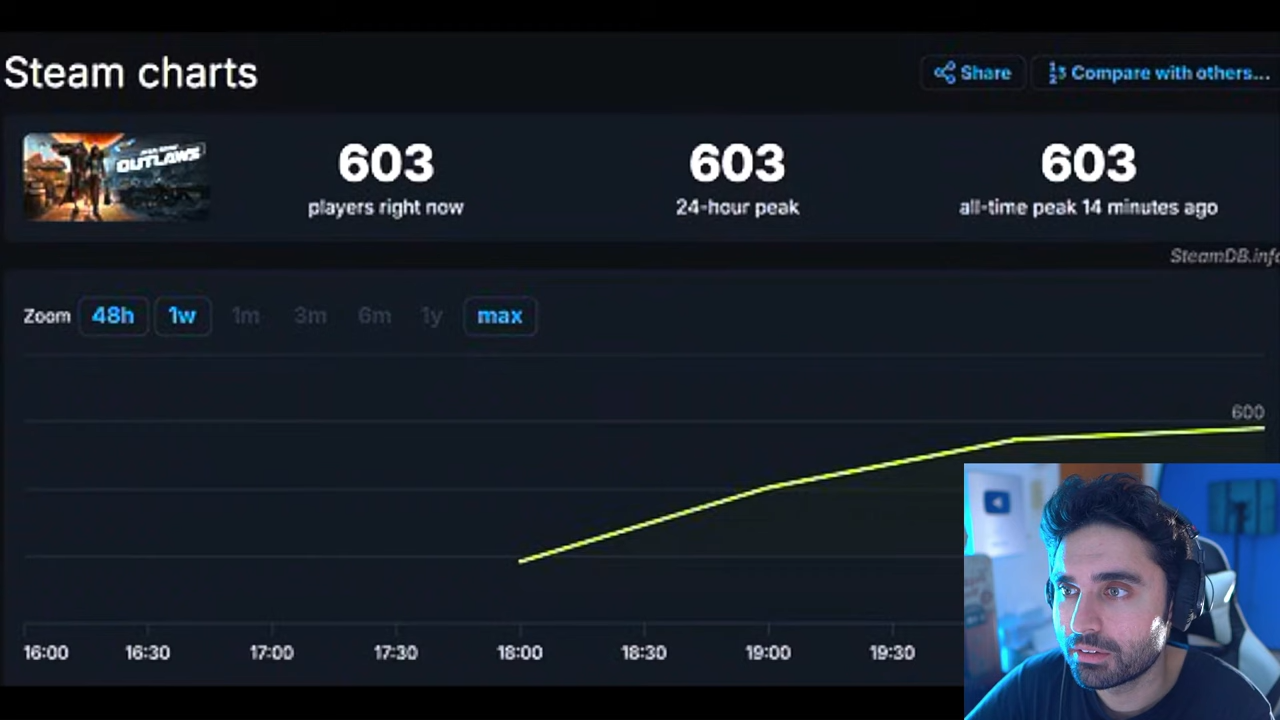 Steam charts
Share
Compare with others...
OUTLAWS
603
603
603
players right now
24-hour peak
all-time peak 14 minutes ago
SteamDB.info
Zoom 48h 1w 1m 3m 6m 1y max
600
16:00 16:30 17:00 17:30 18:00 18:30 19:00 19:30